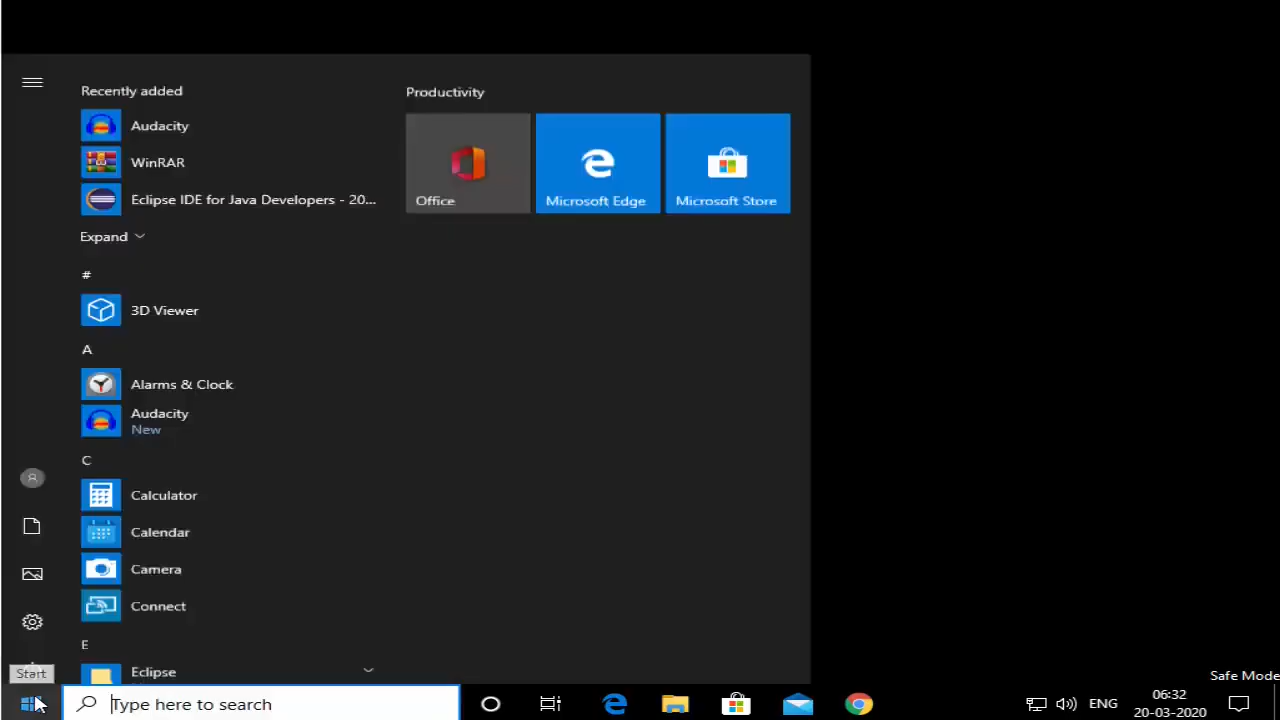 Recently added
Audacity
WinRAR
Eclipse IDE for Java Developers - 20...
Expand
#
3D Viewer
A
Alarms & Clock
Audacity
New
C
Calculator
Calendar
Camera
Connect
E
Eclipse
Productivity
Office
Microsoft Edge
Microsoft Store
Start
Type here to search
Safe Mode
ENG
06:32
20-03-2020